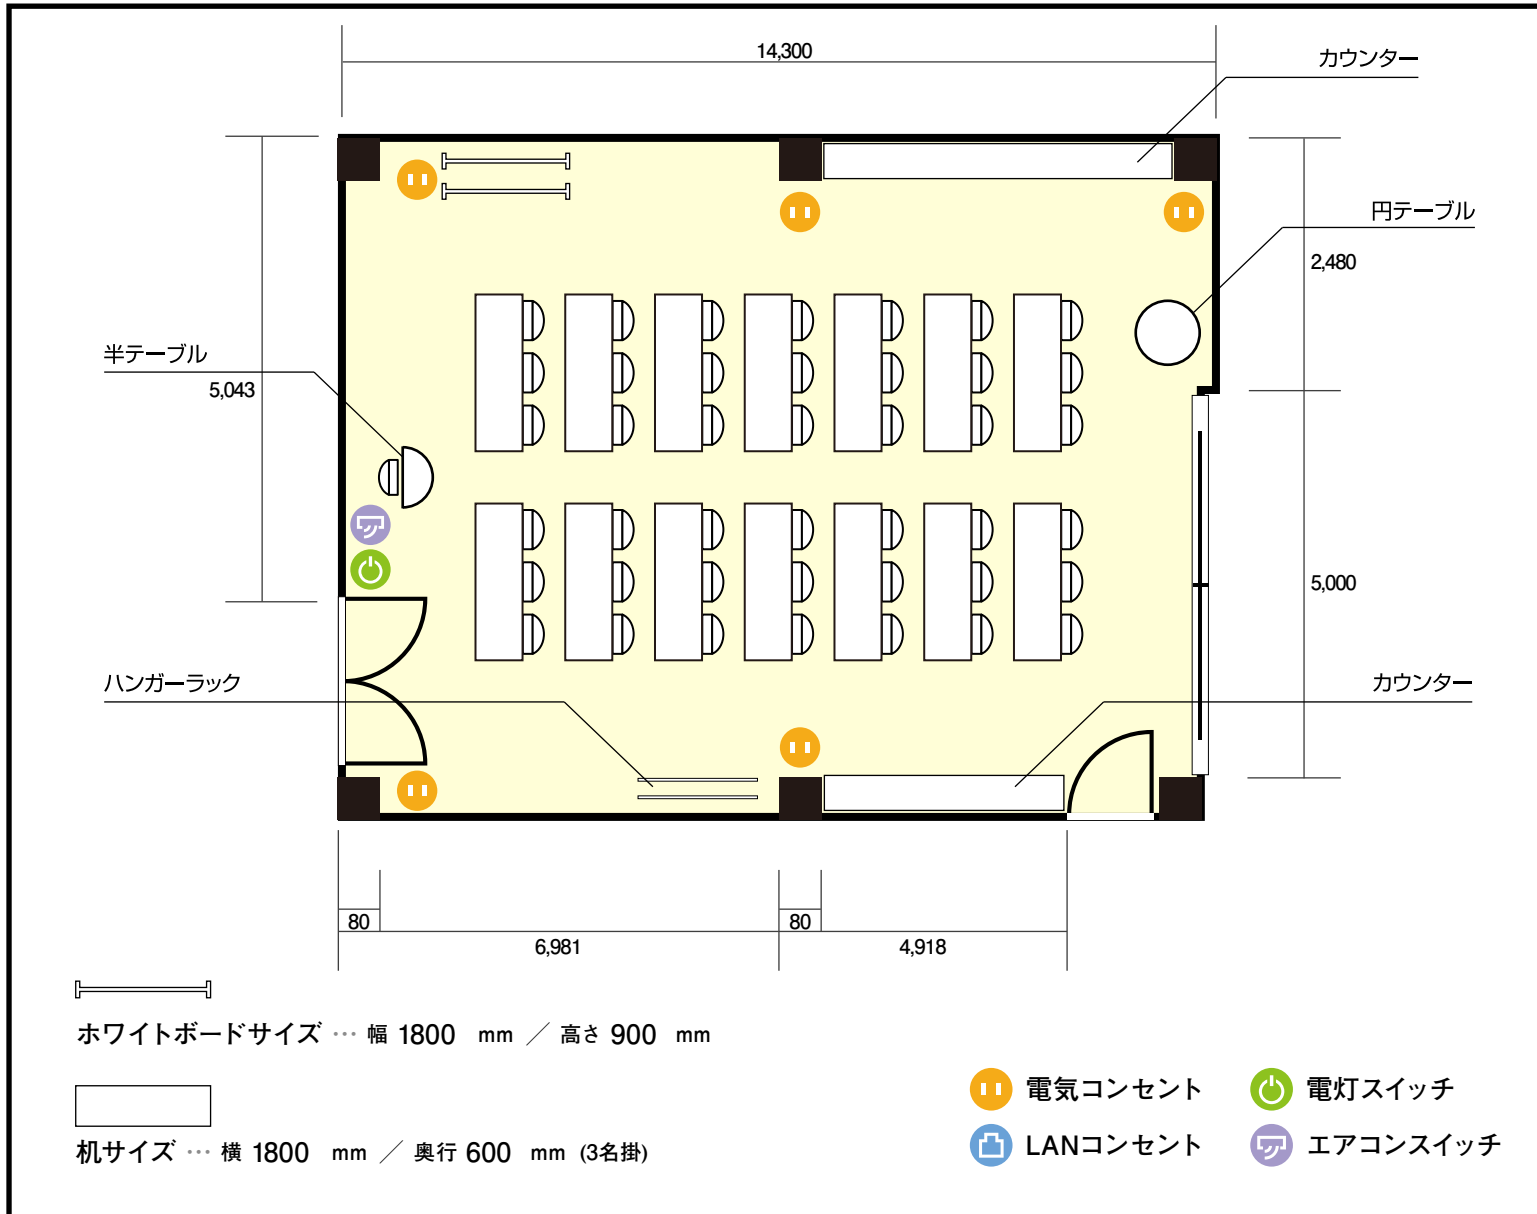 14,300
カウンター
円テーブル
2,480
半テーブル
5,043
5,000
ハンガーラック
カウンター
80
80
6,981
4,918
ホワイトボードサイズ … 幅 1800 mm ／ 高さ 900 mm
机サイズ … 横 1800 mm ／ 奥行 600 mm (3名掛)
電気コンセント
電灯スイッチ
LANコンセント
エアコンスイッチ